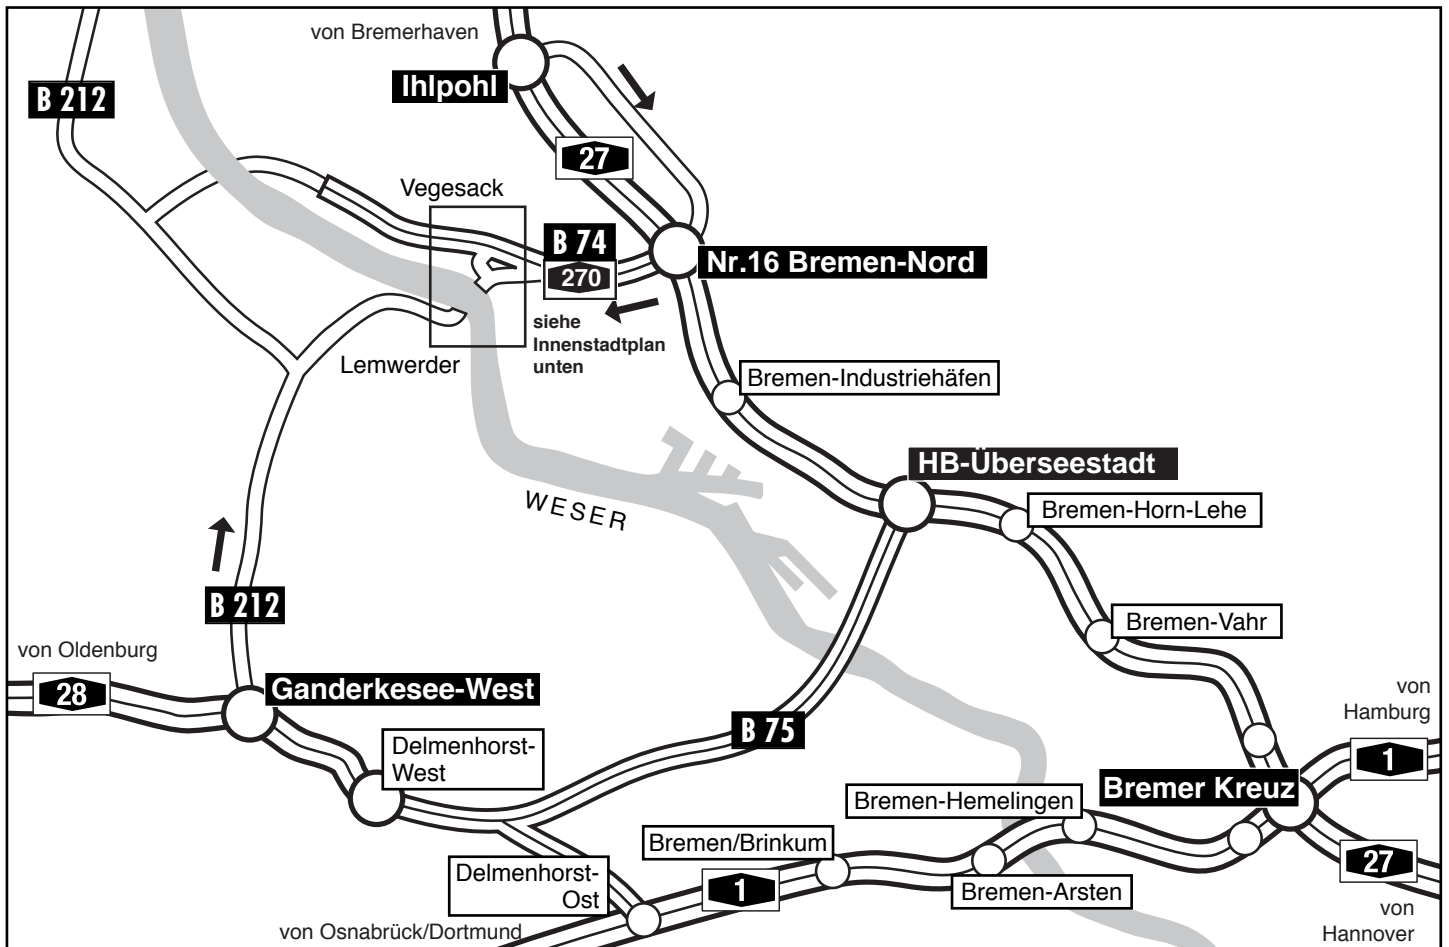 von Bremerhaven
Ihlpohl
B 212
27
Vegesack
B 74
270
Nr.16 Bremen-Nord
siehe
Innenstadtplan
unten
Lemwerder
Bremen-Industriehäfen
HB-Überseestadt
WESER
Bremen-Horn-Lehe
B 212
Bremen-Vahr
von Oldenburg
28
Ganderkesee-West
von
Hamburg
B 75
Delmenhorst-
West
1
Bremer Kreuz
Bremen-Hemelingen
Bremen/Brinkum
27
Delmenhorst-
Ost
1
Bremen-Arsten
von Osnabrück/Dortmund
von
Hannover